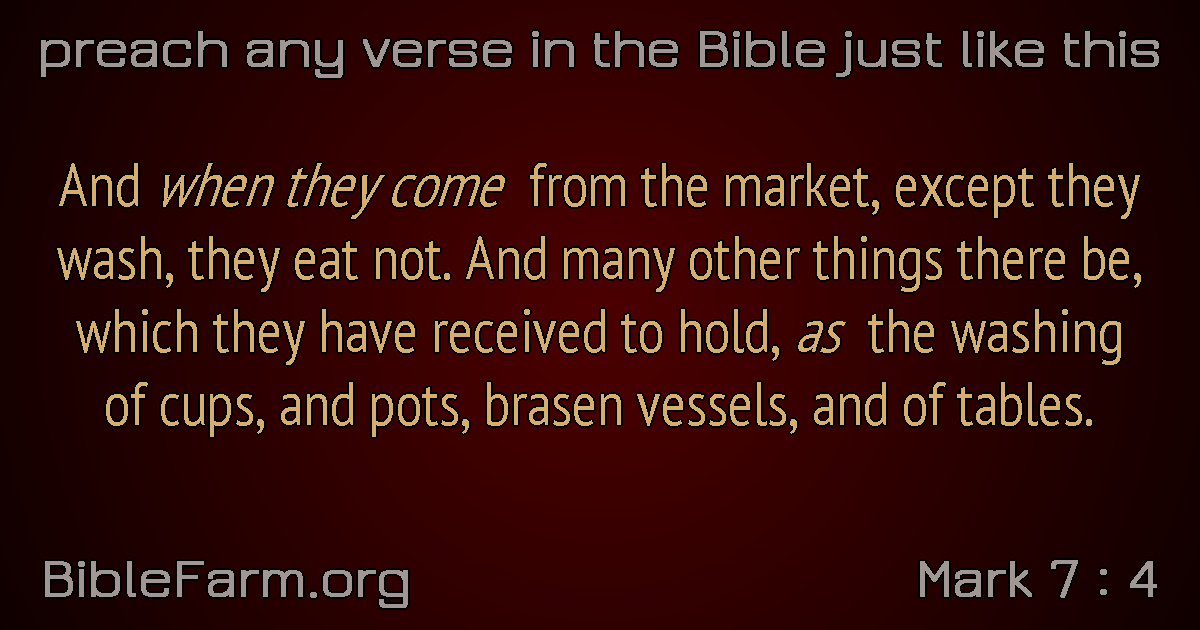 preach any verse in the Bible just like this
And when they come from the market, except they
wash, they eat not. And many other things there be,
which they have received to hold, as the washing
of cups, and pots, brasen vessels, and of tables.
BibleFarm.org
Mark 7 : 4